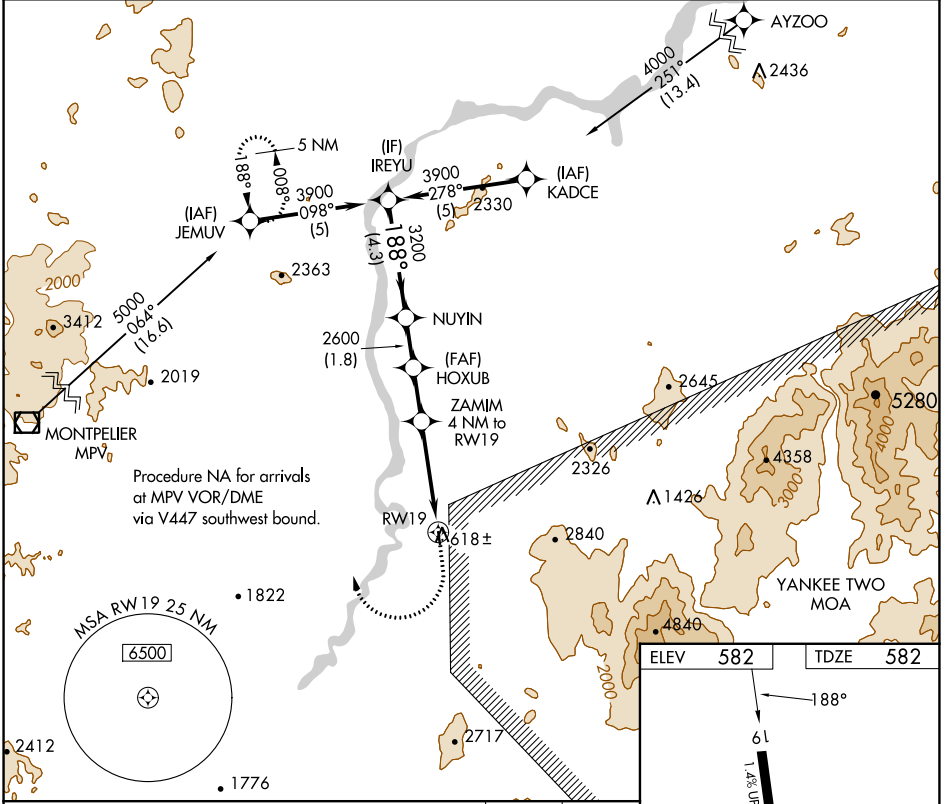 AYZOO
4000
251°
(13.4)
2436
5 NM
188°
008°
(IF)
IREYU
3900
098°
(5)
3900
278°
(5)
2330
(IAF)
KADCE
(IAF)
JEMUV
3200
188°
(4.3)
2363
2000
3412
5000
064°
(16.6)
NUYIN
2600
(1.8)
(FAF)
HOXUB
2019
2645
5280
4000
ZAMIM
4 NM to
RW19
MONTPELIER
MPV
2326
4358
3000
Procedure NA for arrivals
at MPV VOR/DME
via V447 southwest bound.
1426
RW19
618±
2840
YANKEE TWO
MOA
1822
4840
2000
MSA RW19 25 NM
6500
ELEV 582
TDZE 582
188°
19
2717
2412
1776
1.4% UP